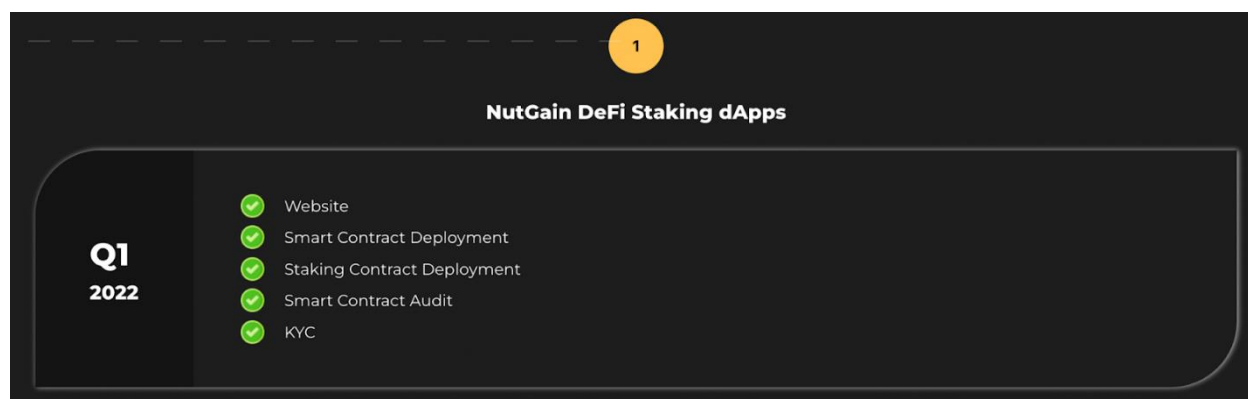 1
NutGain DeFi Staking dApps
Q1
2022
Website
Smart Contract Deployment
Staking Contract Deployment
Smart Contract Audit
KYC